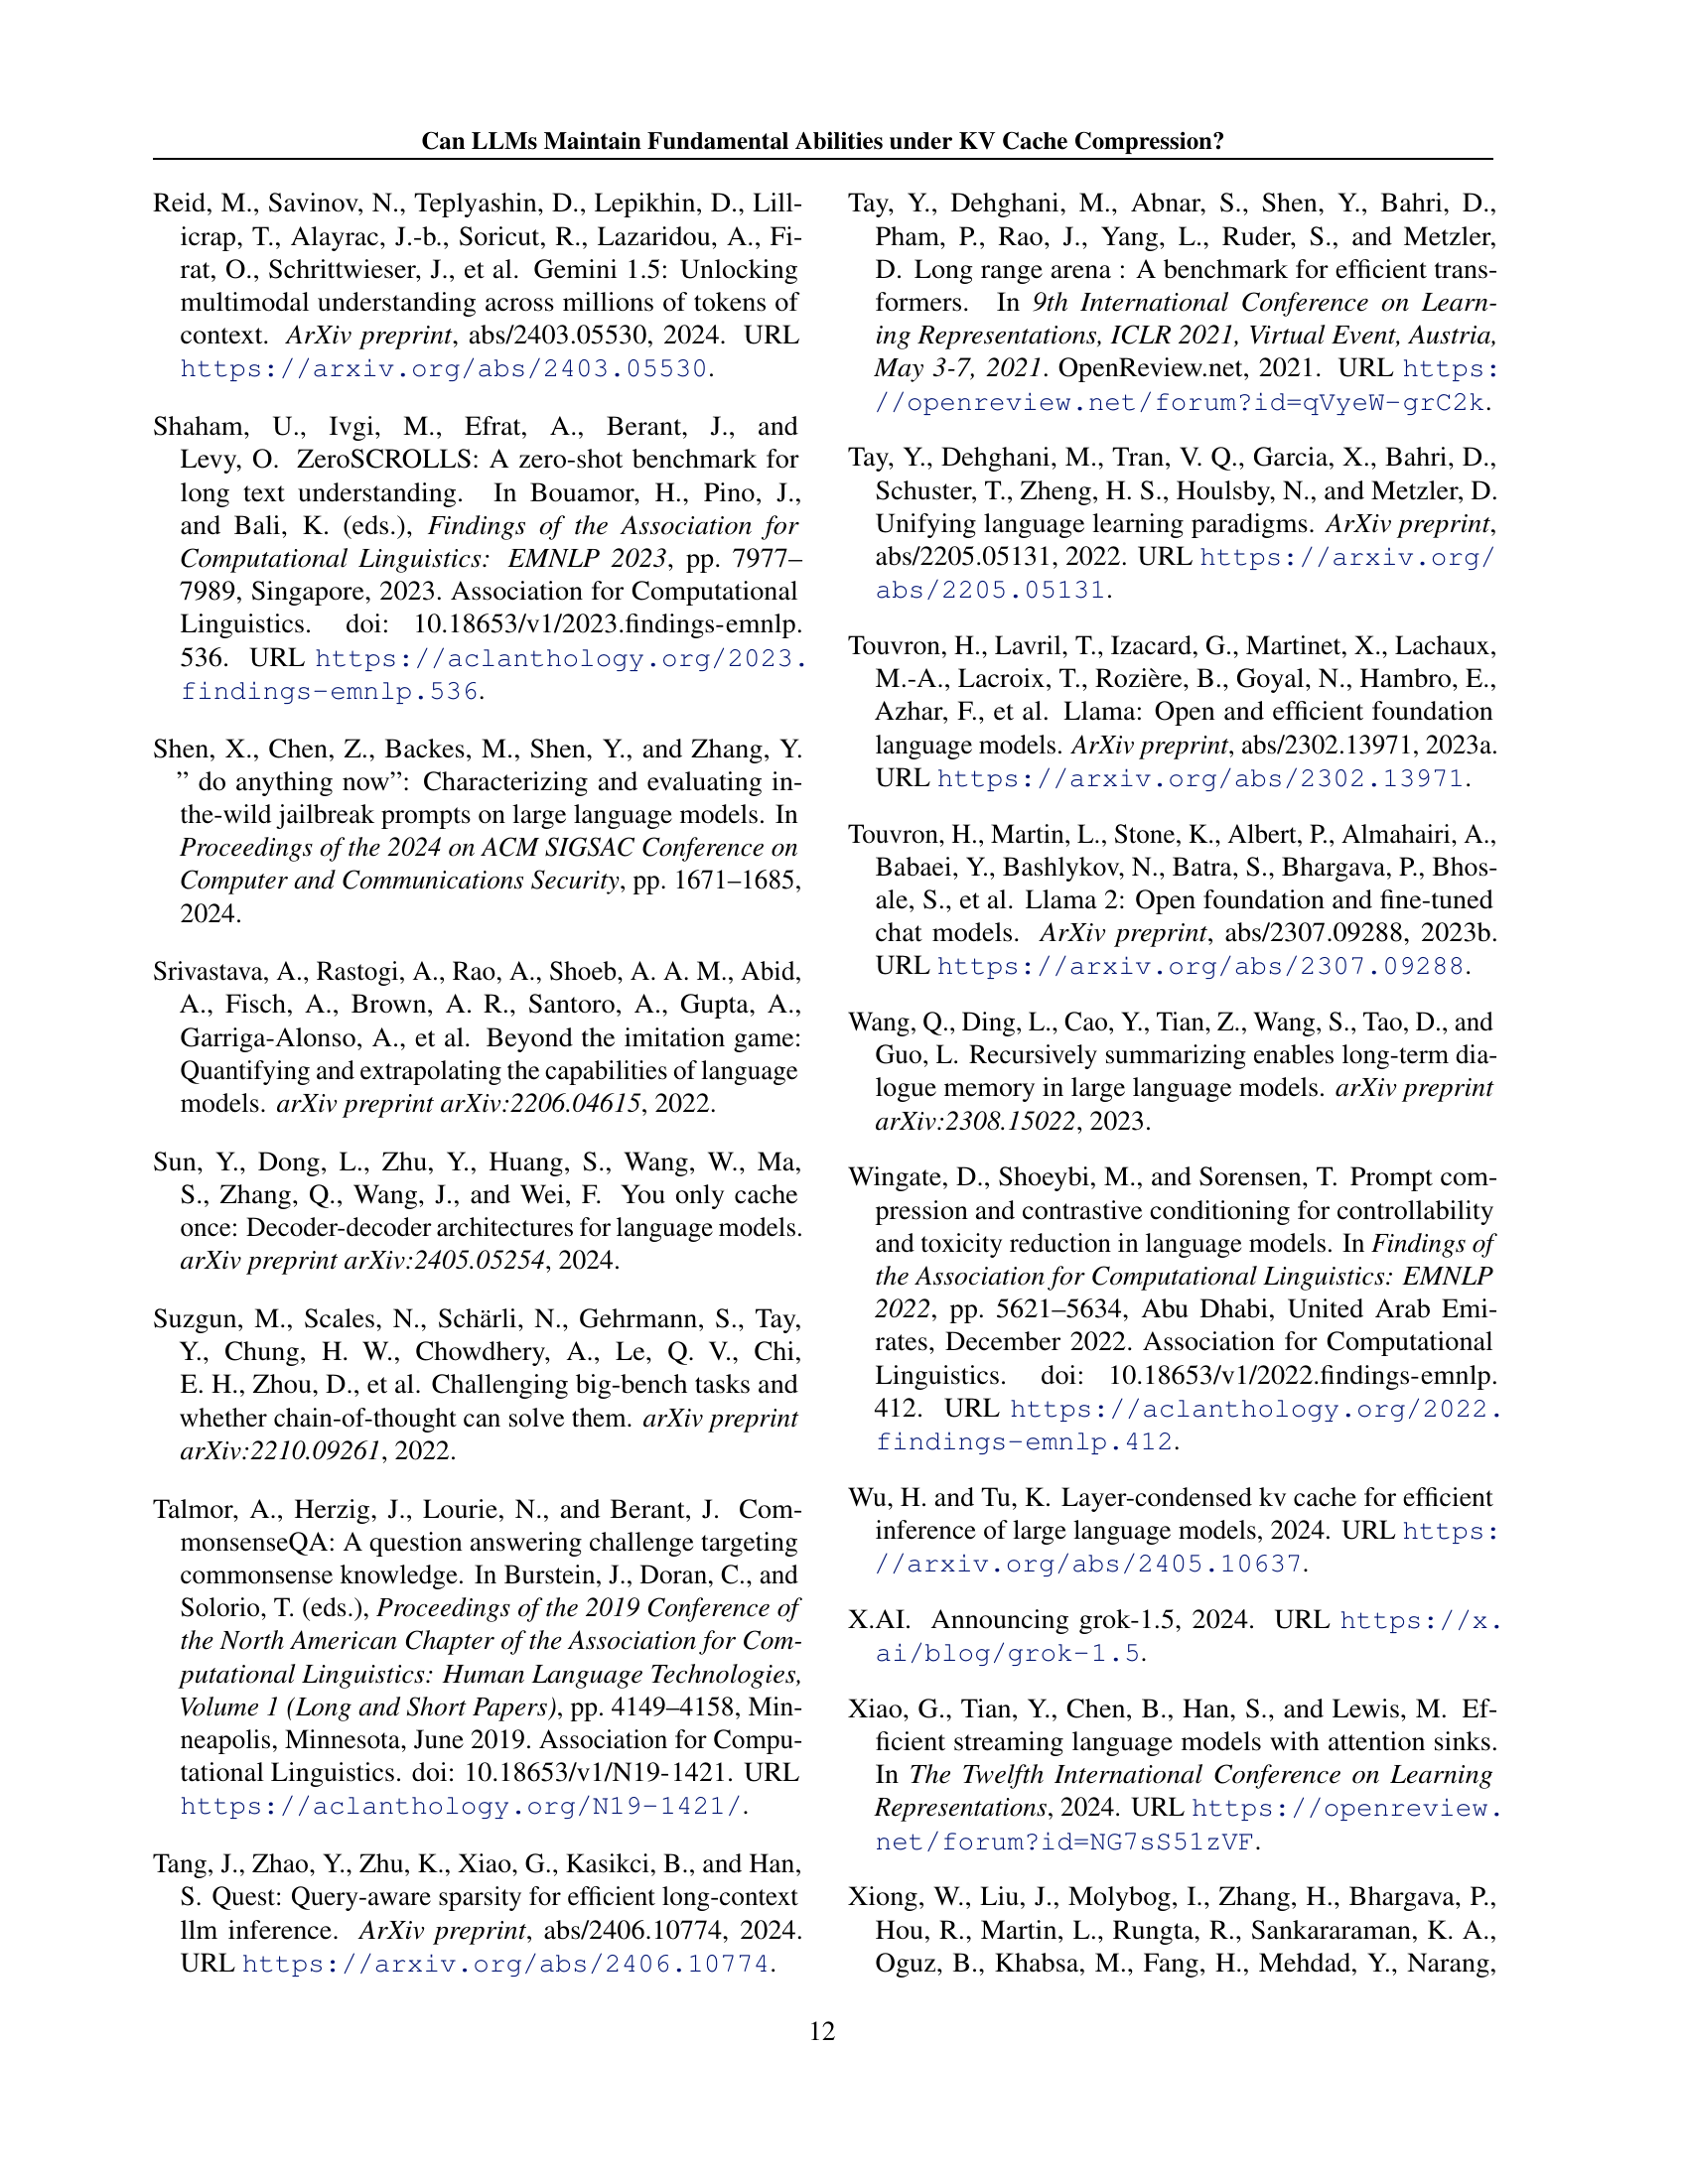 Can LLMs Maintain Fundamental Abilities under KV Cache Compression?
Reid, M., Savinov, N., Teplyashin, D., Lepikhin, D., Lill-
icrap, T., Alayrac, J.-b., Soricut, R., Lazaridou, A., Fi-
rat, O., Schrittwieser, J., et al. Gemini 1.5: Unlocking
multimodal understanding across millions of tokens of
context. ArXiv preprint, abs/2403.05530, 2024. URL
https://arxiv.org/abs/2403.05530.
Shaham, U., Ivgi, M., Efrat, A., Berant, J., and
Levy, O. ZeroSCROLLS: A zero-shot benchmark for
long text understanding. In Bouamor, H., Pino, J.,
and Bali, K. (eds.), Findings of the Association for
Computational Linguistics: EMNLP 2023, pp. 7977–
7989, Singapore, 2023. Association for Computational
Linguistics. doi: 10.18653/v1/2023.findings-emnlp.
536. URL https://aclanthology.org/2023.
findings-emnlp.536.
Shen, X., Chen, Z., Backes, M., Shen, Y., and Zhang, Y.
” do anything now”: Characterizing and evaluating in-
the-wild jailbreak prompts on large language models. In
Proceedings of the 2024 on ACM SIGSAC Conference on
Computer and Communications Security, pp. 1671–1685,
2024.
Srivastava, A., Rastogi, A., Rao, A., Shoeb, A. A. M., Abid,
A., Fisch, A., Brown, A. R., Santoro, A., Gupta, A.,
Garriga-Alonso, A., et al. Beyond the imitation game:
Quantifying and extrapolating the capabilities of language
models. arXiv preprint arXiv:2206.04615, 2022.
Sun, Y., Dong, L., Zhu, Y., Huang, S., Wang, W., Ma,
S., Zhang, Q., Wang, J., and Wei, F. You only cache
once: Decoder-decoder architectures for language models.
arXiv preprint arXiv:2405.05254, 2024.
Suzgun, M., Scales, N., Schärli, N., Gehrmann, S., Tay,
Y., Chung, H. W., Chowdhery, A., Le, Q. V., Chi,
E. H., Zhou, D., et al. Challenging big-bench tasks and
whether chain-of-thought can solve them. arXiv preprint
arXiv:2210.09261, 2022.
Talmor, A., Herzig, J., Lourie, N., and Berant, J. Com-
monsenseQA: A question answering challenge targeting
commonsense knowledge. In Burstein, J., Doran, C., and
Solorio, T. (eds.), Proceedings of the 2019 Conference of
the North American Chapter of the Association for Com-
putational Linguistics: Human Language Technologies,
Volume 1 (Long and Short Papers), pp. 4149–4158, Min-
neapolis, Minnesota, June 2019. Association for Compu-
tational Linguistics. doi: 10.18653/v1/N19-1421. URL
https://aclanthology.org/N19-1421/.
Tang, J., Zhao, Y., Zhu, K., Xiao, G., Kasikci, B., and Han,
S. Quest: Query-aware sparsity for efficient long-context
llm inference. ArXiv preprint, abs/2406.10774, 2024.
URL https://arxiv.org/abs/2406.10774.
Tay, Y., Dehghani, M., Abnar, S., Shen, Y., Bahri, D.,
Pham, P., Rao, J., Yang, L., Ruder, S., and Metzler,
D. Long range arena : A benchmark for efficient trans-
formers. In 9th International Conference on Learn-
ing Representations, ICLR 2021, Virtual Event, Austria,
May 3-7, 2021. OpenReview.net, 2021. URL https:
//openreview.net/forum?id=qVyeW-grC2k.
Tay, Y., Dehghani, M., Tran, V. Q., Garcia, X., Bahri, D.,
Schuster, T., Zheng, H. S., Houlsby, N., and Metzler, D.
Unifying language learning paradigms. ArXiv preprint,
abs/2205.05131, 2022. URL https://arxiv.org/
abs/2205.05131.
Touvron, H., Lavril, T., Izacard, G., Martinet, X., Lachaux,
M.-A., Lacroix, T., Rozière, B., Goyal, N., Hambro, E.,
Azhar, F., et al. Llama: Open and efficient foundation
language models. ArXiv preprint, abs/2302.13971, 2023a.
URL https://arxiv.org/abs/2302.13971.
Touvron, H., Martin, L., Stone, K., Albert, P., Almahairi, A.,
Babaei, Y., Bashlykov, N., Batra, S., Bhargava, P., Bhos-
ale, S., et al. Llama 2: Open foundation and fine-tuned
chat models. ArXiv preprint, abs/2307.09288, 2023b.
URL https://arxiv.org/abs/2307.09288.
Wang, Q., Ding, L., Cao, Y., Tian, Z., Wang, S., Tao, D., and
Guo, L. Recursively summarizing enables long-term dia-
logue memory in large language models. arXiv preprint
arXiv:2308.15022, 2023.
Wingate, D., Shoeybi, M., and Sorensen, T. Prompt com-
pression and contrastive conditioning for controllability
and toxicity reduction in language models. In Findings of
the Association for Computational Linguistics: EMNLP
2022, pp. 5621–5634, Abu Dhabi, United Arab Emi-
rates, December 2022. Association for Computational
Linguistics. doi: 10.18653/v1/2022.findings-emnlp.
412. URL https://aclanthology.org/2022.
findings-emnlp.412.
Wu, H. and Tu, K. Layer-condensed kv cache for efficient
inference of large language models, 2024. URL https:
//arxiv.org/abs/2405.10637.
X.AI. Announcing grok-1.5, 2024. URL https://x.
ai/blog/grok-1.5.
Xiao, G., Tian, Y., Chen, B., Han, S., and Lewis, M. Ef-
ficient streaming language models with attention sinks.
In The Twelfth International Conference on Learning
Representations, 2024. URL https://openreview.
net/forum?id=NG7sS51zVF.
Xiong, W., Liu, J., Molybog, I., Zhang, H., Bhargava, P.,
Hou, R., Martin, L., Rungta, R., Sankararaman, K. A.,
Oguz, B., Khabsa, M., Fang, H., Mehdad, Y., Narang,
12